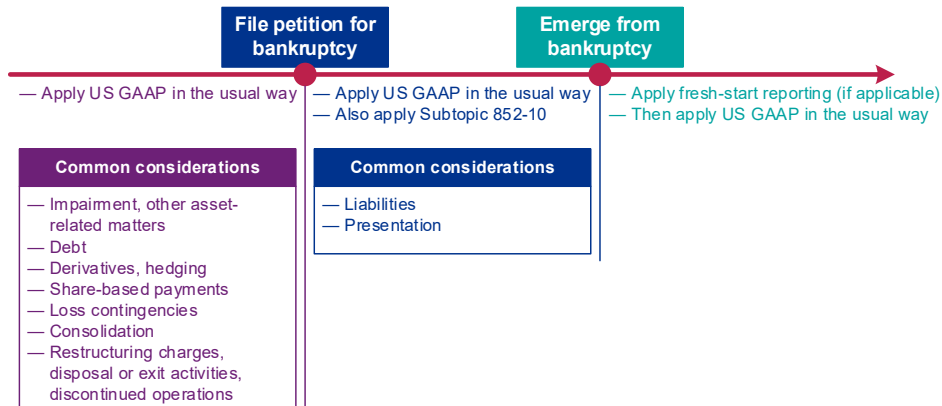 File petition for
bankruptcy
Emerge from
bankruptcy
— Apply US GAAP in the usual way
— Apply US GAAP in the usual way
— Also apply Subtopic 852-10
— Apply fresh-start reporting (if applicable)
— Then apply US GAAP in the usual way
Common considerations
— Impairment, other asset-
related matters
— Debt
— Derivatives, hedging
— Share-based payments
— Loss contingencies
— Consolidation
— Restructuring charges,
disposal or exit activities,
discontinued operations
Common considerations
— Liabilities
— Presentation